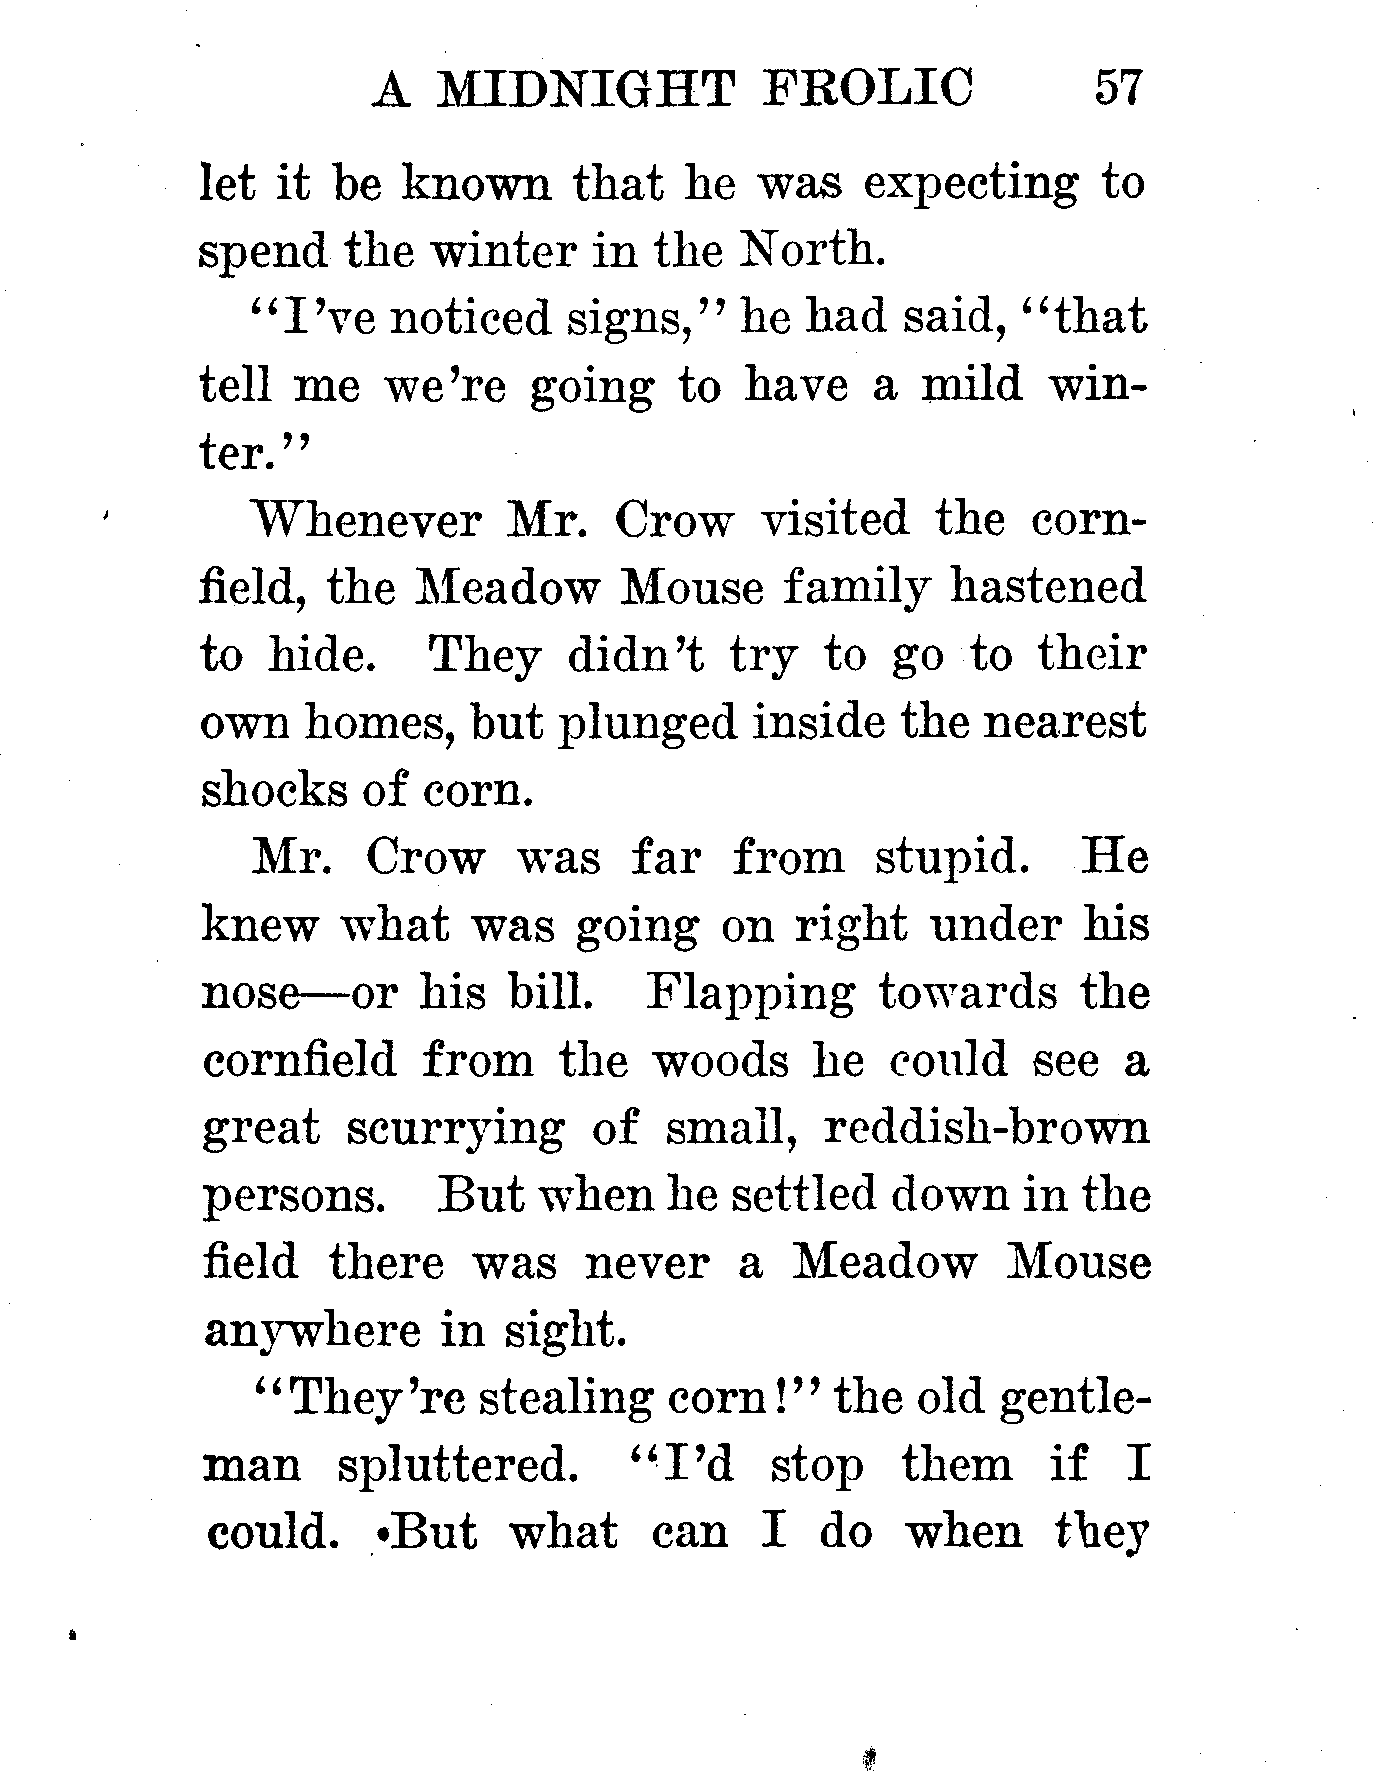 A MIDNIGHT FROLIC 57
let it be known that he was expecting to
spend the winter in the North.
"I've noticed signs," he had said, "that
tell me we're going to have a mild win-
ter."
Whenever Mr. Crow visited the corn-
field, the Meadow Mouse family hastened
to hide. They didn't try to go to their
own homes, but plunged inside the nearest
shocks of corn.
Mr. Crow was far from stupid. He
knew what was going on right under his
nose—or his bill. Flapping towards the
cornfield from the woods he could see a
great scurrying of small, reddish-brown
persons. But when he settled down in the
field there was never a Meadow Mouse
anywhere in sight.
"They're stealing corn!" the old gentle-
man spluttered. "I'd stop them if I
could. But what can I do when they